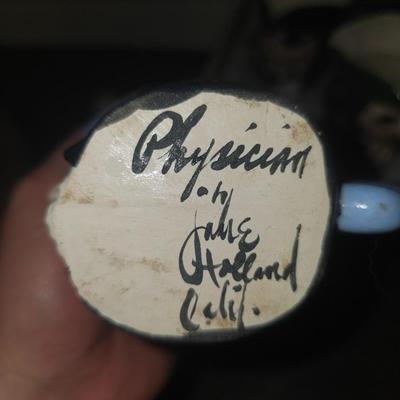 Physician
by
Jane
Holland
Calif.